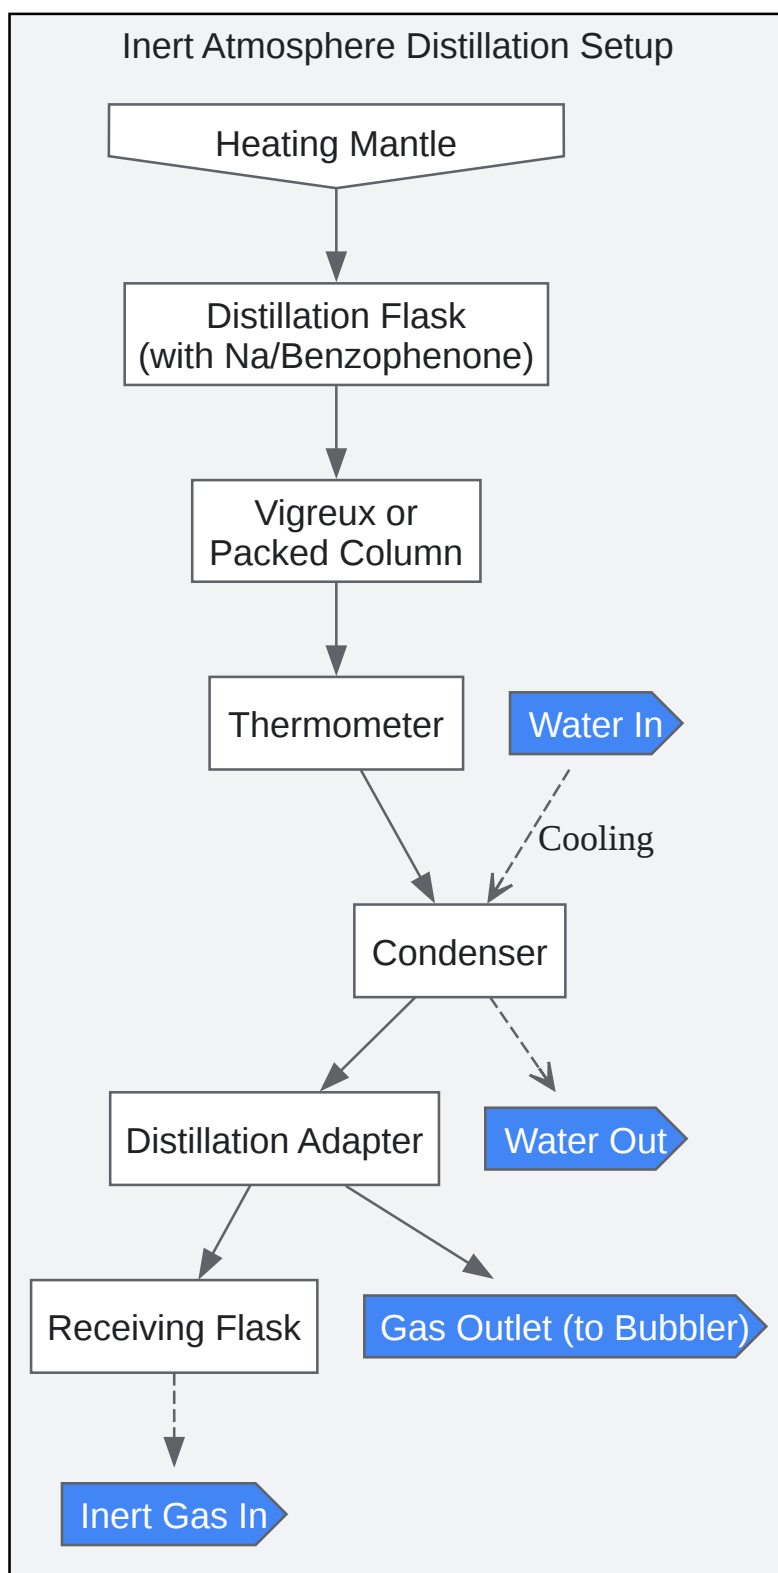 Inert Atmosphere Distillation Setup
Heating Mantle
Distillation Flask
(with Na/Benzophenone)
Vigreux or
Packed Column
Thermometer
Water In
Cooling
Condenser
Distillation Adapter
Water Out
Receiving Flask
Gas Outlet (to Bubbler)
Inert Gas In